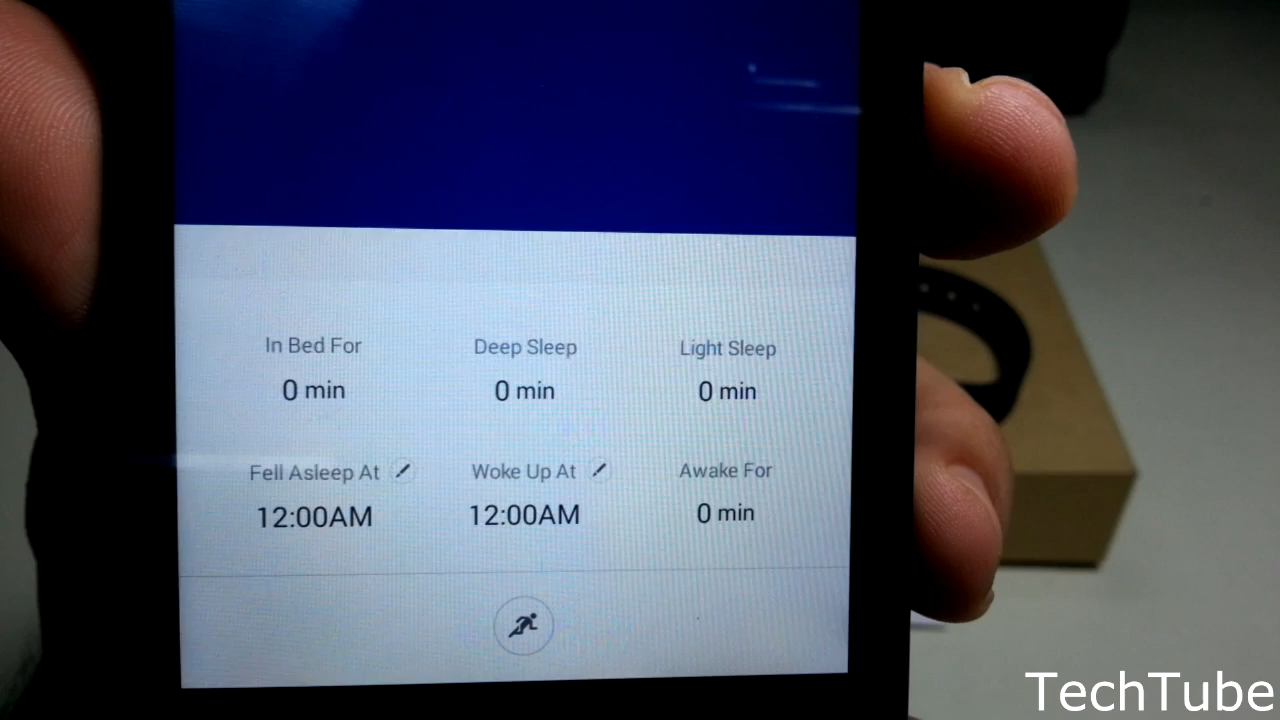 In Bed For Deep Sleep Light Sleep
0 min 0 min 0 min
Fell Asleep At Woke Up At Awake For
12:00AM 12:00AM 0 min
TechTube